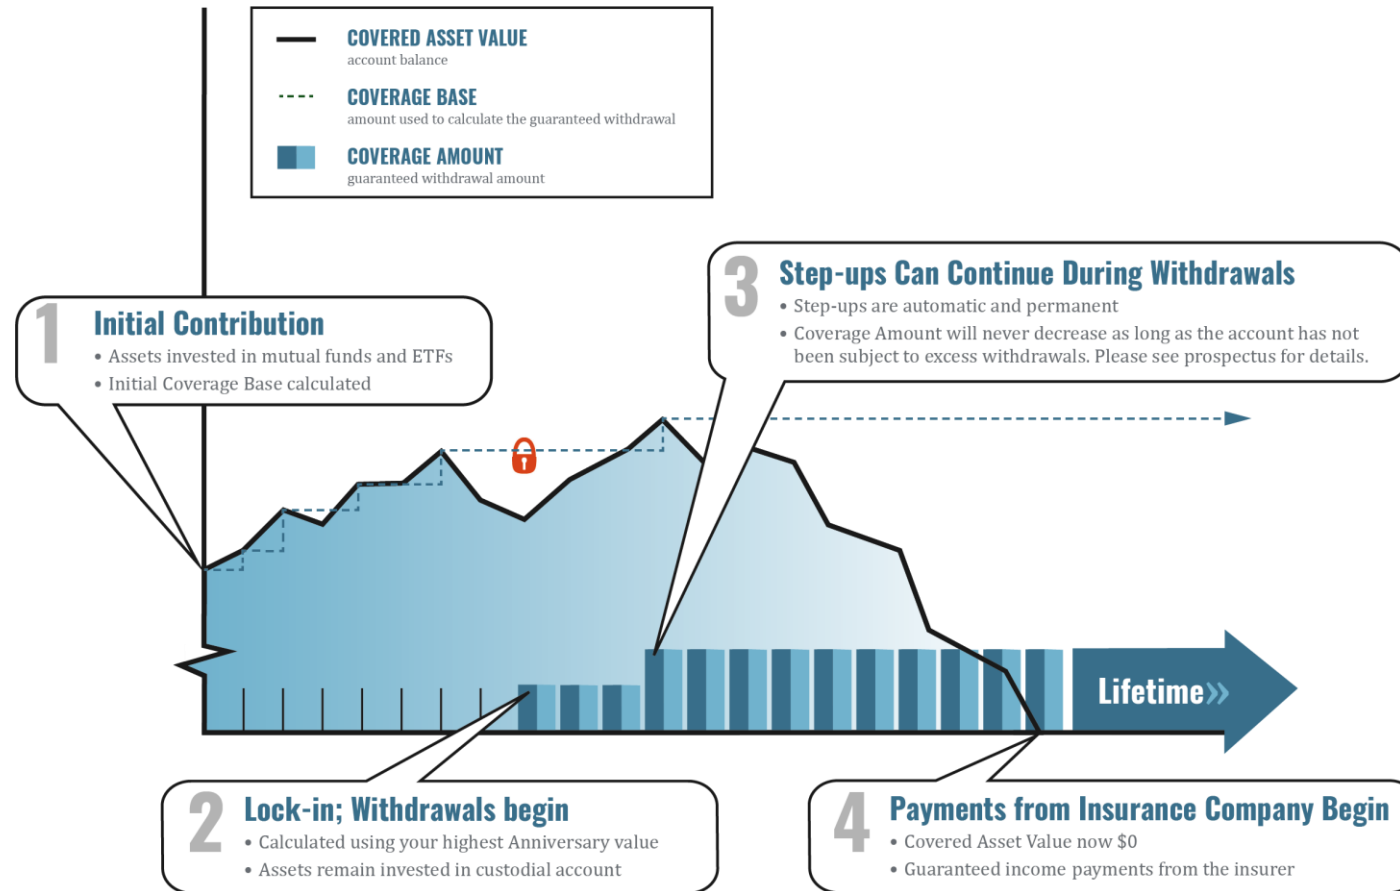 COVERED ASSET VALUE
account balance
COVERAGE BASE
amount used to calculate the guaranteed withdrawal
COVERAGE AMOUNT
guaranteed withdrawal amount
1 Initial Contribution
• Assets invested in mutual funds and ETFs
• Initial Coverage Base calculated
3 Step-ups Can Continue During Withdrawals
• Step-ups are automatic and permanent
• Coverage Amount will never decrease as long as the account has not
been subject to excess withdrawals. Please see prospectus for details.
Lifetime»
2 Lock-in; Withdrawals begin
• Calculated using your highest Anniversary value
• Assets remain invested in custodial account
4 Payments from Insurance Company Begin
• Covered Asset Value now $0
• Guaranteed income payments from the insurer